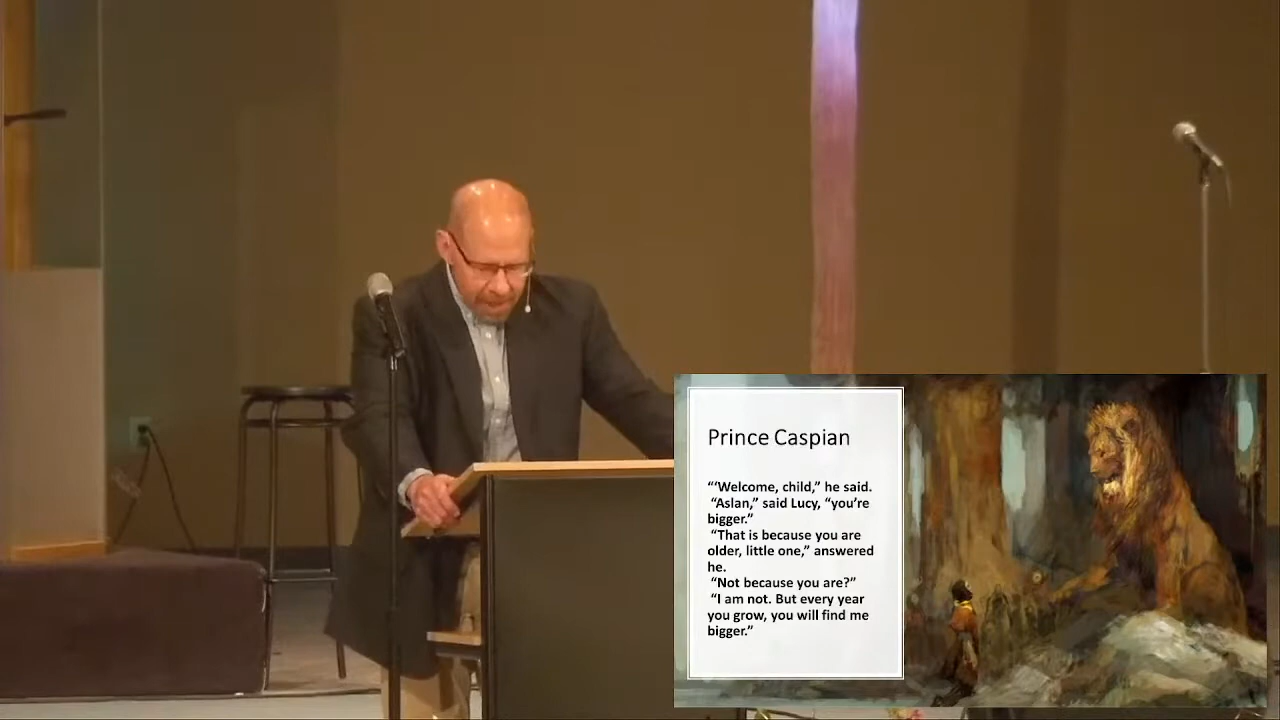 Prince Caspian
“‘Welcome, child,” he said.
“Aslan,” said Lucy, “you’re
bigger.”
“That is because you are
older, little one,” answered
he.
“Not because you are?”
“I am not. But every year
you grow, you will find me
bigger.”